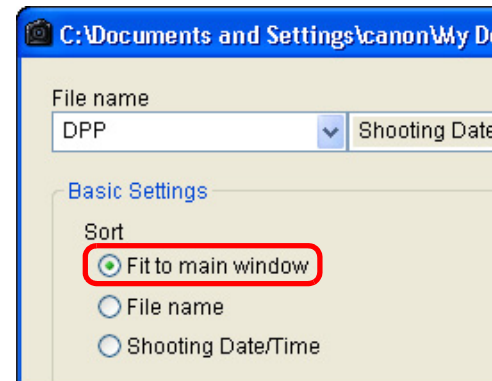 C:\Documents and Settings\canon\My D
File name
DPP Shooting Date
Basic Settings
Sort
Fit to main window
File name
Shooting Date/Time